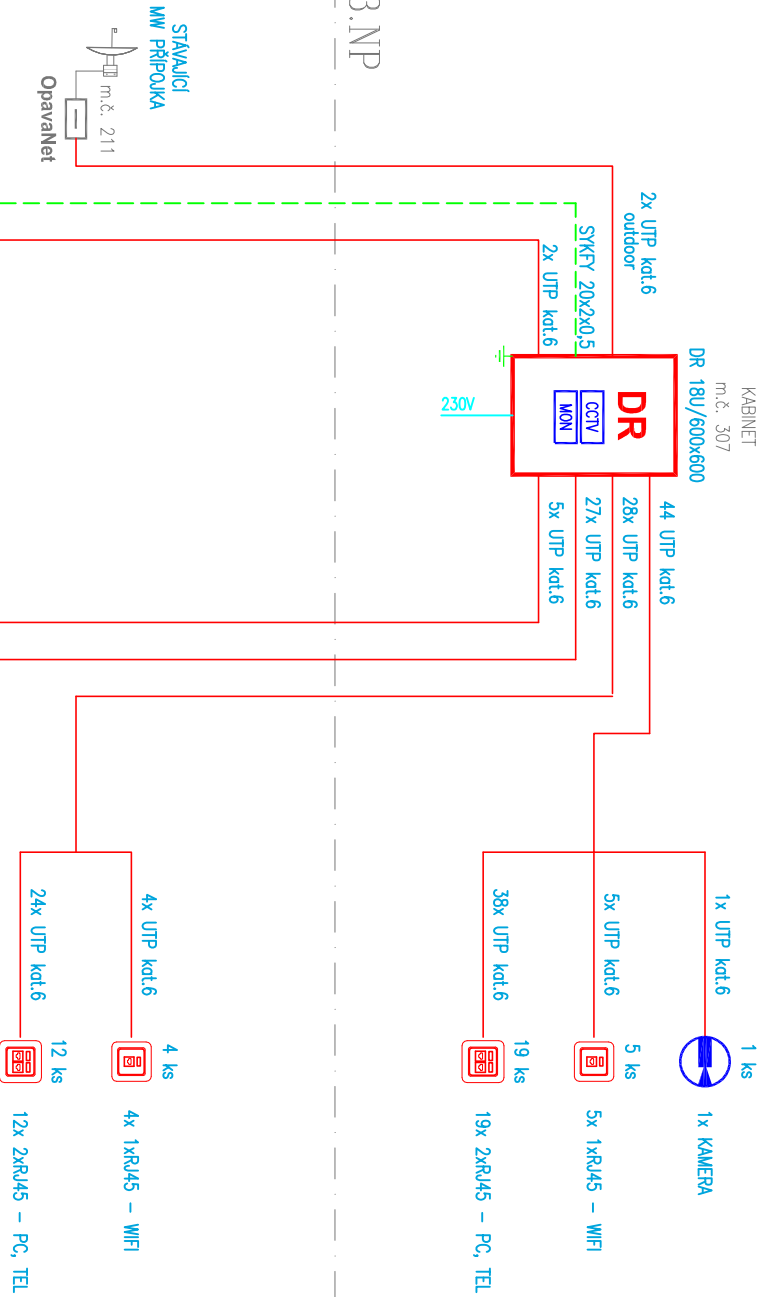 3.NP
KABINET
m.č. 307
DR 18U/600x600
DR
CCTV
MON
230V
2x UTP kat.6
outdoor
SYKFY 20x2x0,5
2x UTP kat.6
44 UTP kat.6
28x UTP kat.6
27x UTP kat.6
5x UTP kat.6
1x UTP kat.6
1 ks
1x KAMERA
5x UTP kat.6
5 ks
5x 1xRJ45 - WIFI
38x UTP kat.6
19 ks
19x 2xRJ45 - PC, TEL
STÁVAJÍCÍ
MW PŘÍPOJKA
m.č. 211
OpavaNet
4x UTP kat.6
4 ks
4x 1xRJ45 - WIFI
24x UTP kat.6
12 ks
12x 2xRJ45 - PC, TEL